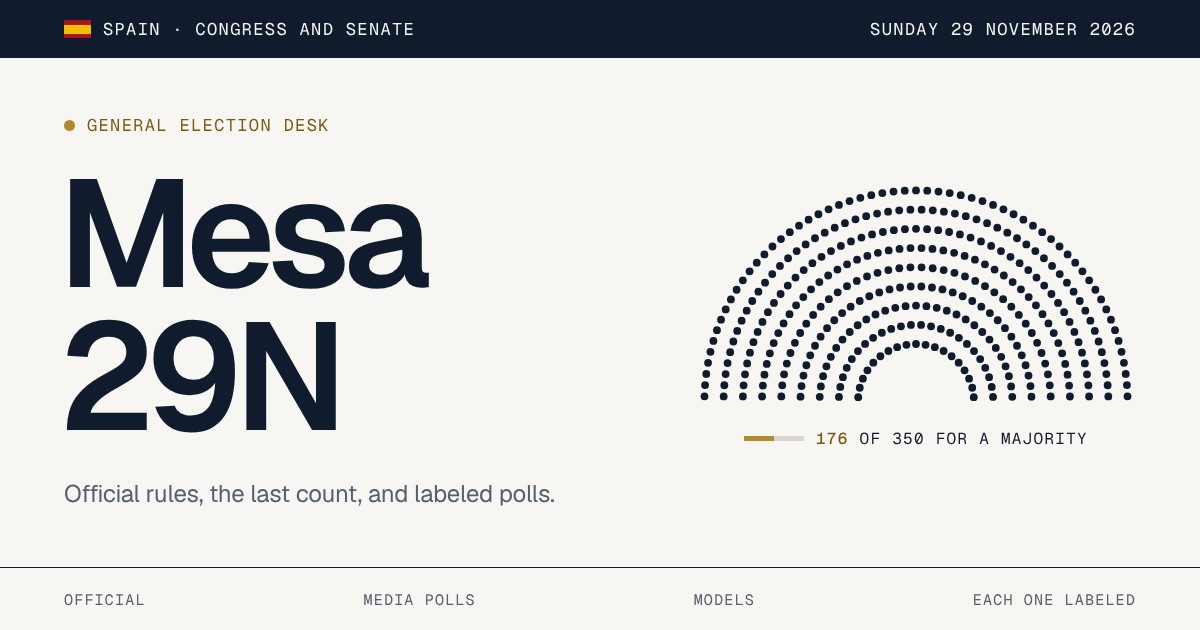 SPAIN · CONGRESS AND SENATE
SUNDAY 29 NOVEMBER 2026
GENERAL ELECTION DESK
Mesa
29N
176 OF 350 FOR A MAJORITY
Official rules, the last count, and labeled polls.
OFFICIAL
MEDIA POLLS
MODELS
EACH ONE LABELED